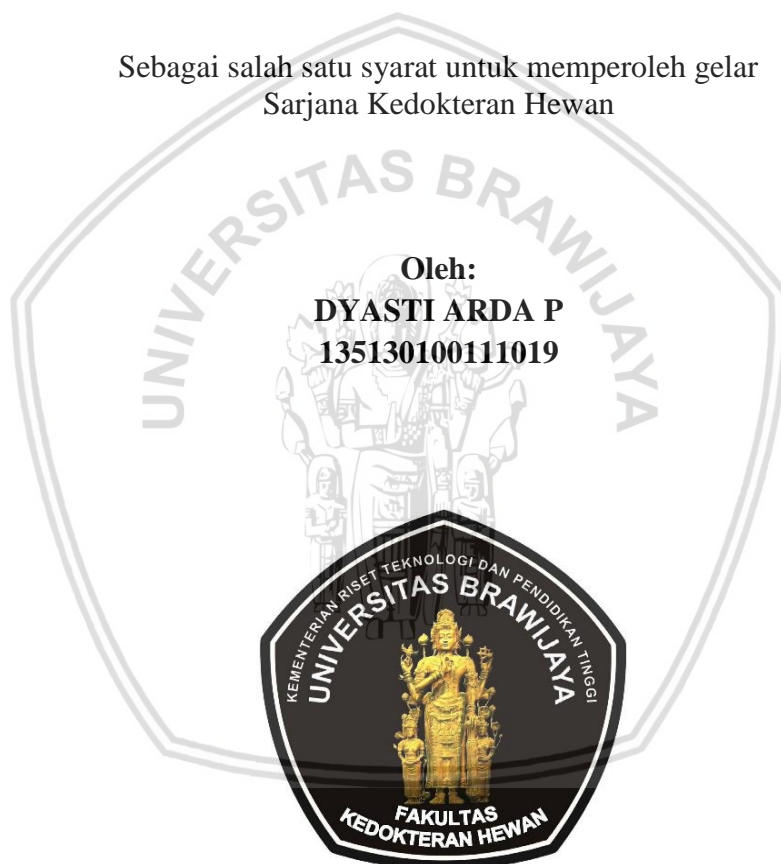 Sebagai salah satu syarat untuk memperoleh gelar
Sarjana Kedokteran Hewan
UNIVERSITAS BRAWIJAYA
Oleh:
DYASTI ARDA P
135130100111019
KEMENTERIAN RISET TEKNOLOGI DAN PENDIDIKAN TINGGI
UNIVERSITAS BRAWIJAYA
FAKULTAS
KEDOKTERAN HEWAN